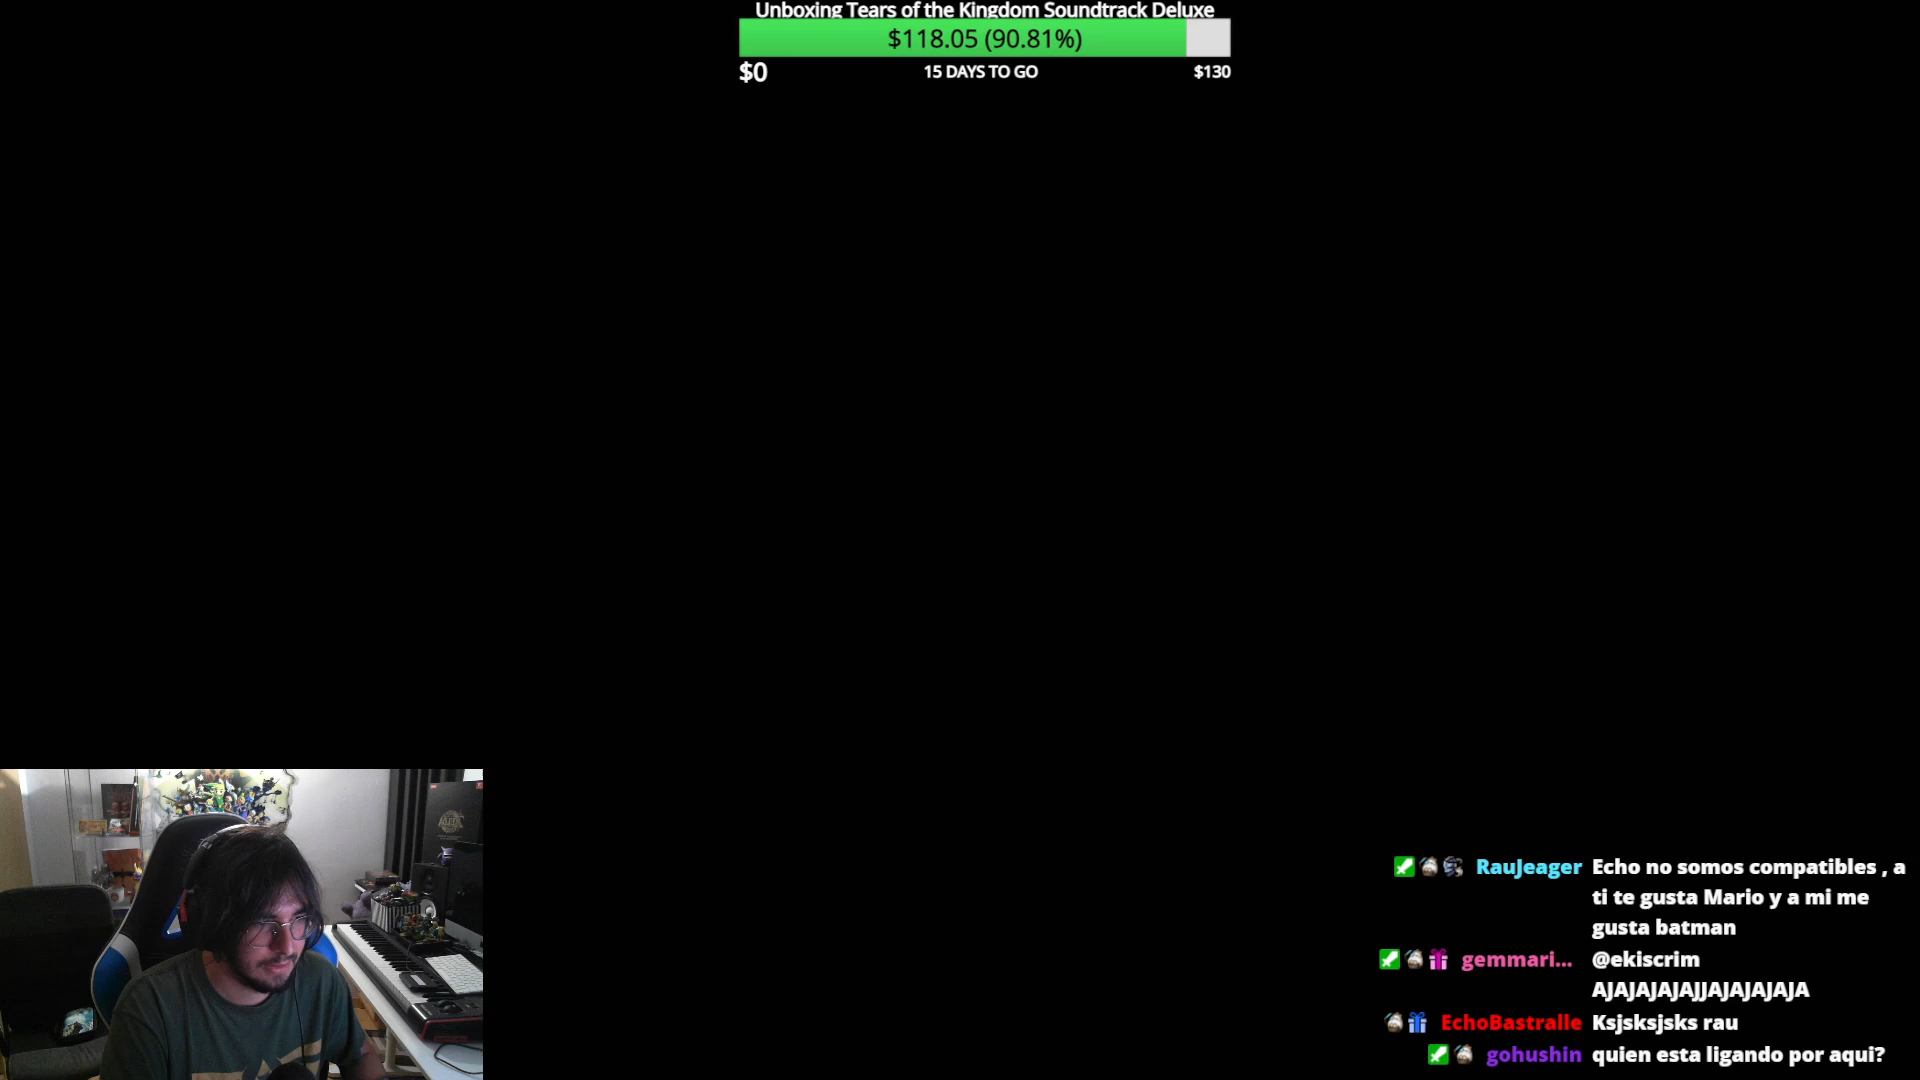 Unboxing Tears of the Kingdom Soundtrack Deluxe
$118.05 (90.81%)
$0 15 DAYS TO GO $130
RauJeager Echo no somos compatibles , a
ti te gusta Mario y a mi me
gusta batman
gemmari... @ekiscrim
AJAJAJAJAJJAJAJAJAJA
EchoBastralle Ksjsksjsks rau
gohushin quien esta ligando por aqui?